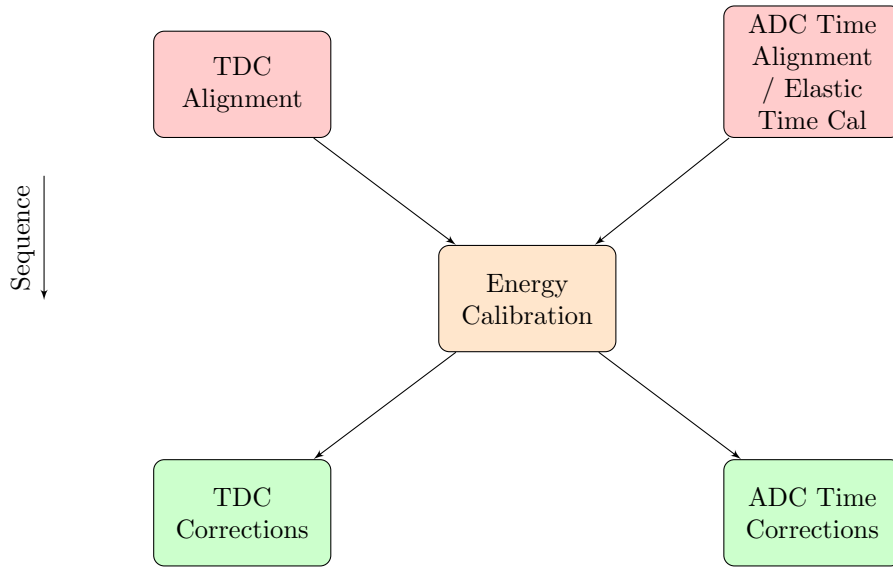 TDC
Alignment
ADC Time
Alignment
/ Elastic
Time Cal
Sequence
Energy
Calibration
TDC
Corrections
ADC Time
Corrections